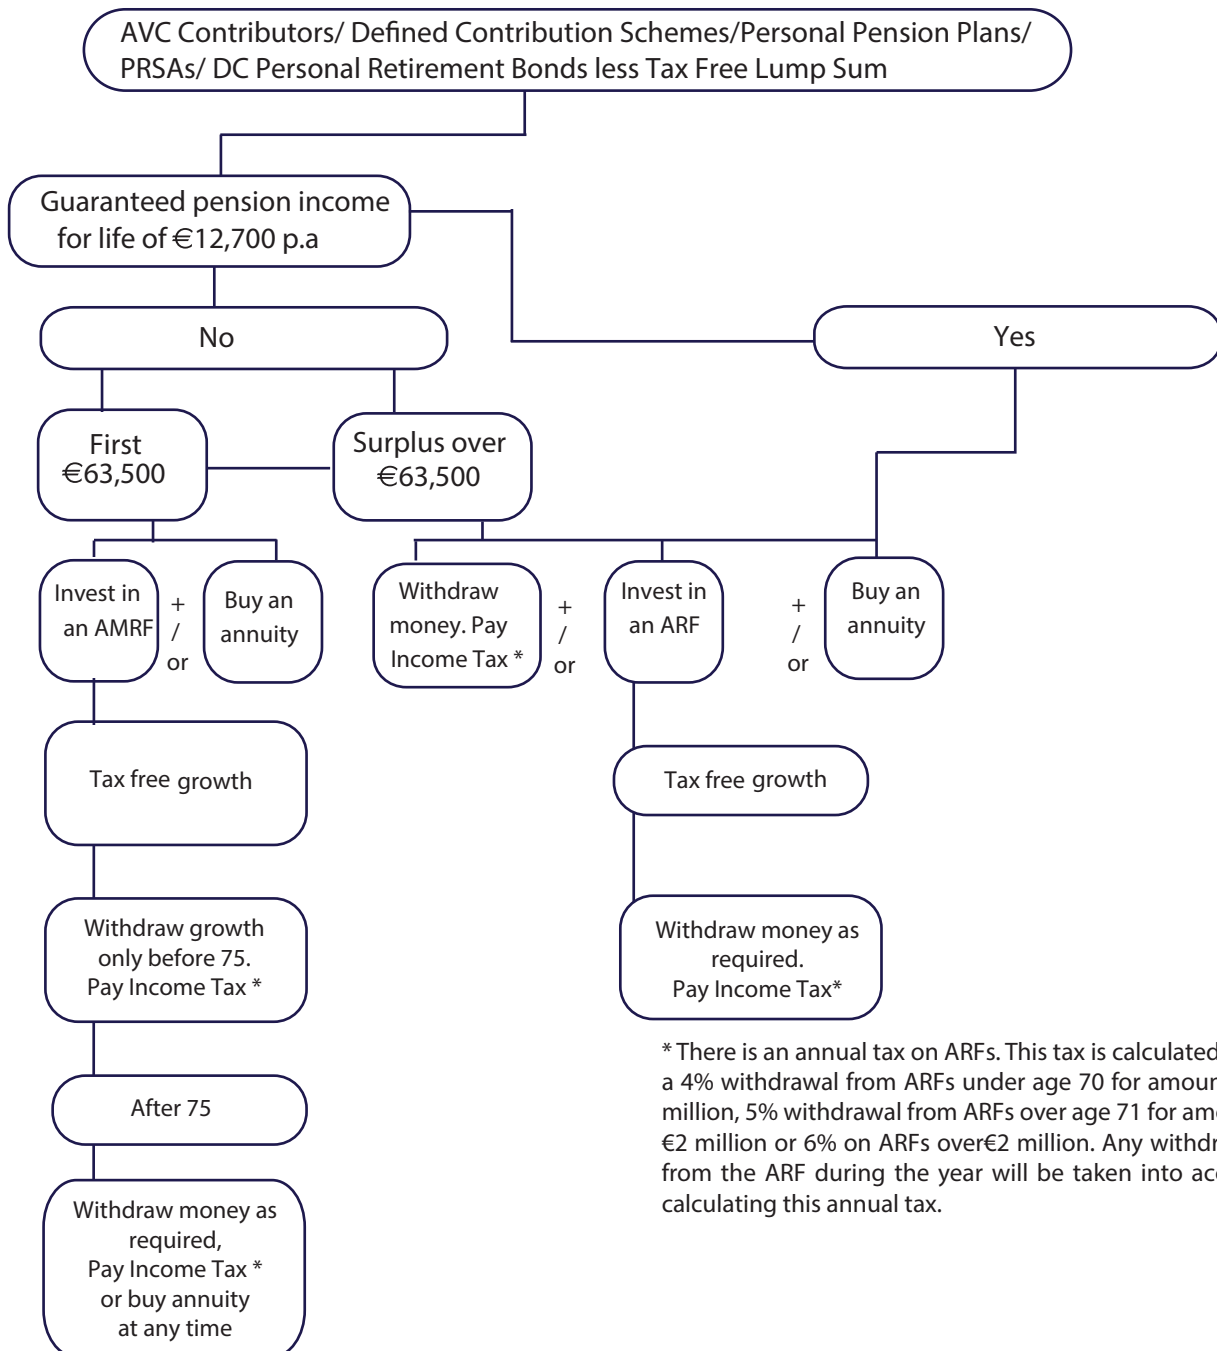 AVC Contributors/ Defined Contribution Schemes/Personal Pension Plans/
PRSAs/ DC Personal Retirement Bonds less Tax Free Lump Sum
Guaranteed pension income
for life of €12,700 p.a
No
Yes
First
€63,500
Surplus over
€63,500
Invest in
an AMRF
+
/
or
Buy an
annuity
Withdraw
money. Pay
Income Tax *
+
/
or
Invest in
an ARF
+
/
or
Buy an
annuity
Tax free growth
Tax free growth
Withdraw growth
only before 75.
Pay Income Tax *
Withdraw money as
required.
Pay Income Tax*
After 75
Withdraw money as
required,
Pay Income Tax *
or buy annuity
at any time
* There is an annual tax on ARFs. This tax is calculated
a 4% withdrawal from ARFs under age 70 for
million, 5% withdrawal from ARFs over age 71 for
€2 million or 6% on ARFs over€2 million. Any
from the ARF during the year will be taken into
calculating this annual tax.